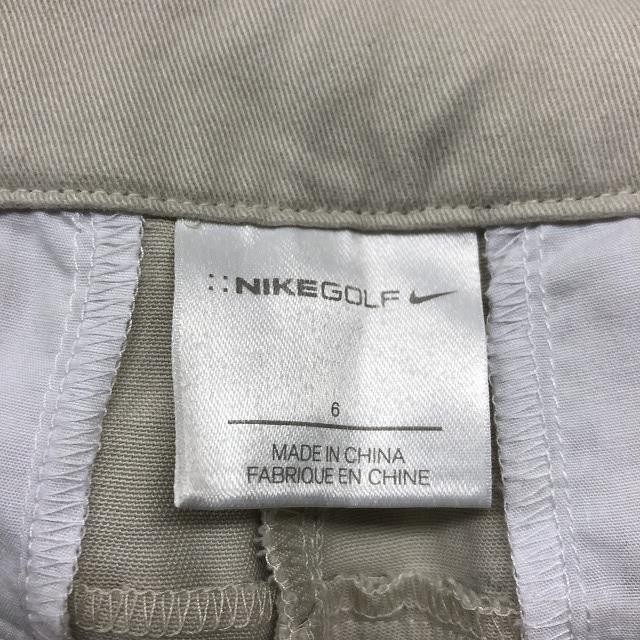 ::NIKEGOLF
6
MADE IN CHINA
FABRIQUE EN CHINE